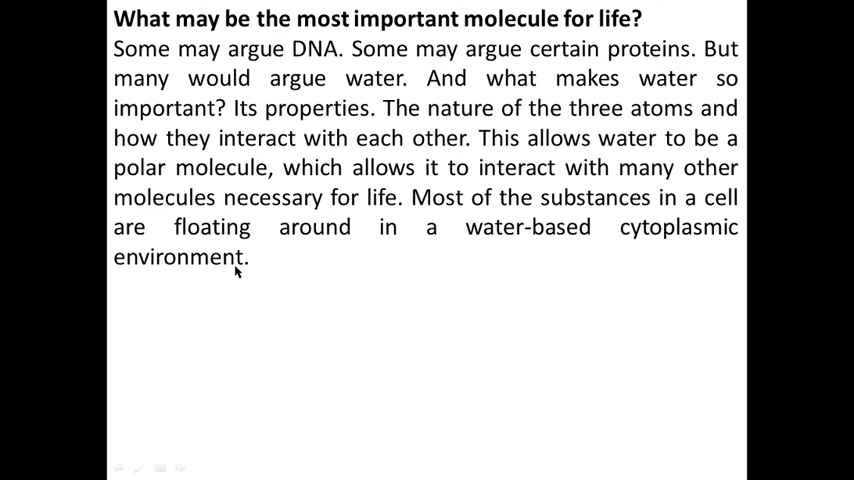 What may be the most important molecule for life?
Some may argue DNA. Some may argue certain proteins. But
many would argue water. And what makes water so
important? Its properties. The nature of the three atoms and
how they interact with each other. This allows water to be a
polar molecule, which allows it to interact with many other
molecules necessary for life. Most of the substances in a cell
are floating around in a water-based cytoplasmic
environment.